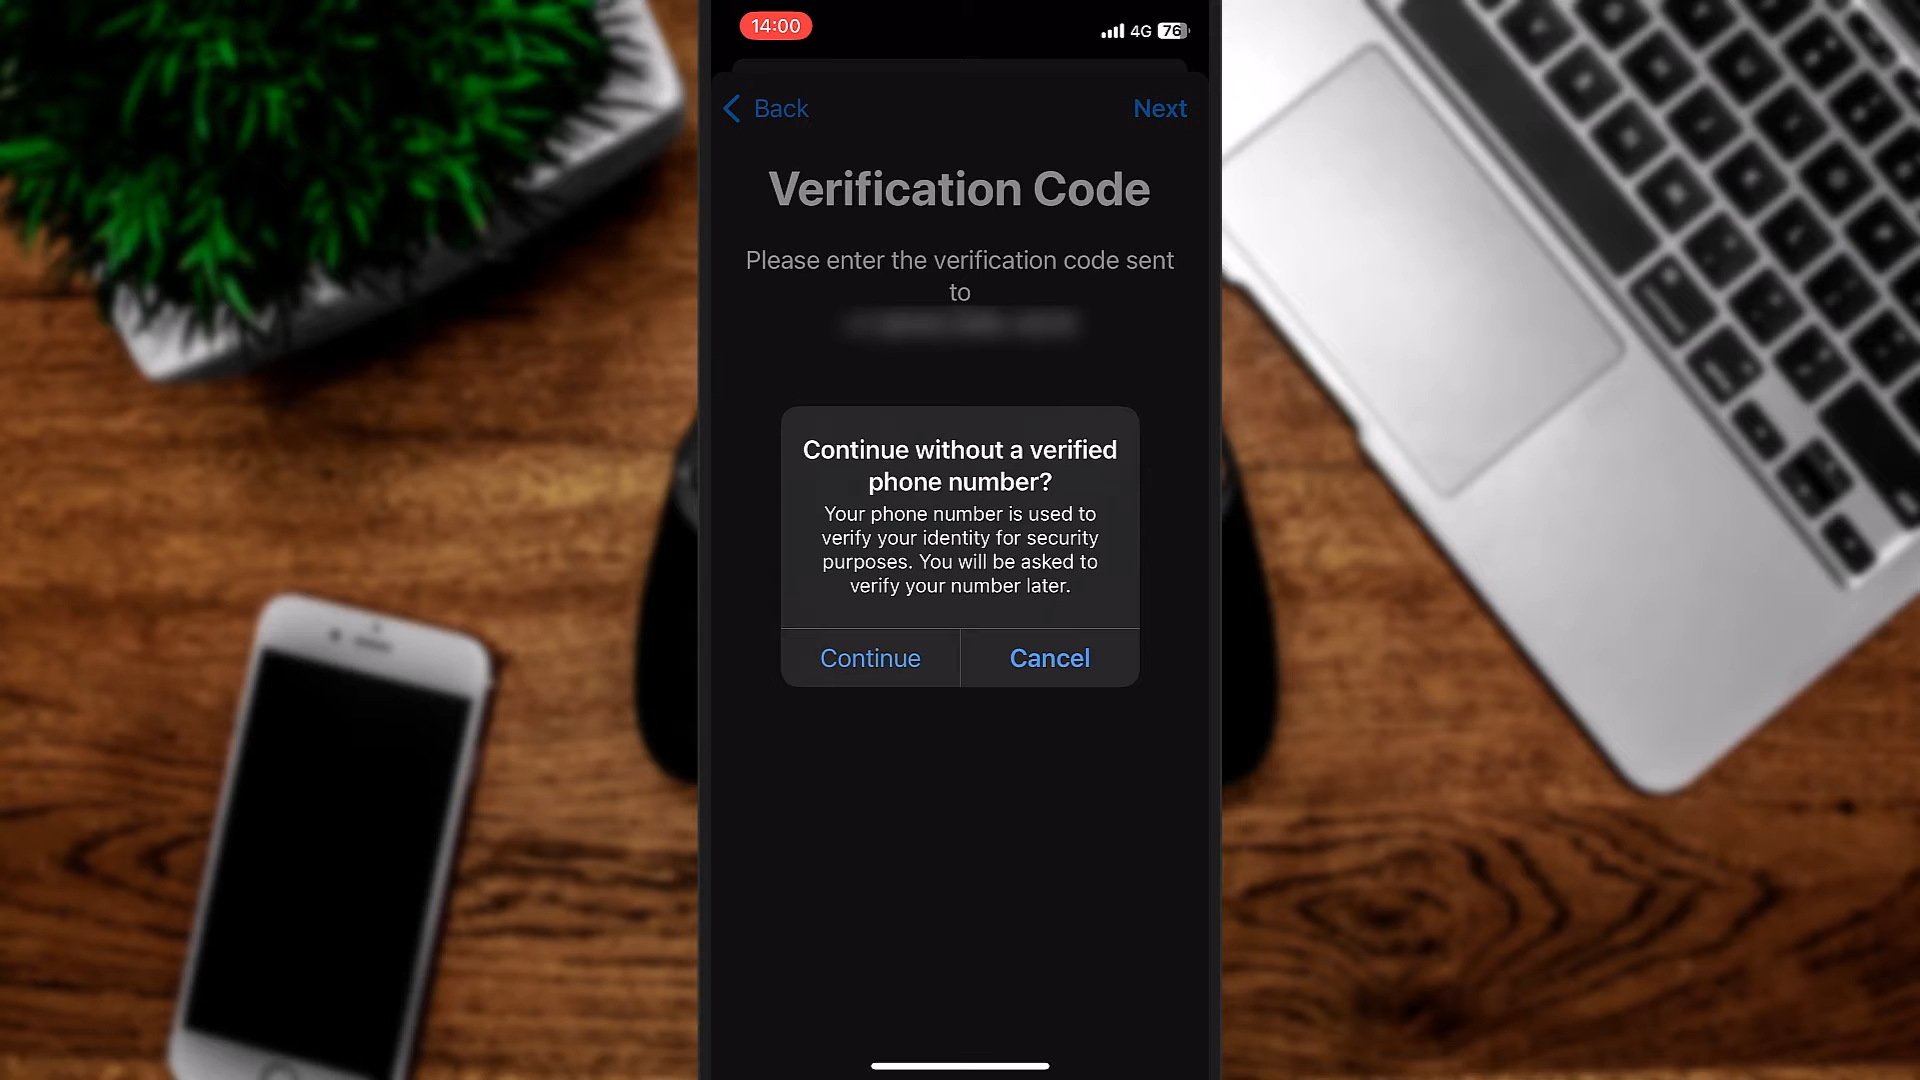 14:00
4G 76
Back
Next
Verification Code
Please enter the verification code sent
to
Continue without a verified
phone number?
Your phone number is used to
verify your identity for security
purposes. You will be asked to
verify your number later.
Continue
Cancel